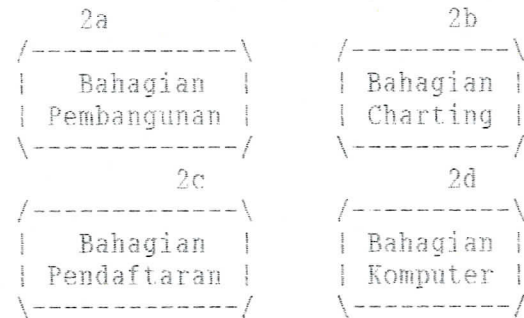 2a 2b
Bahagian Bahagian
Pembangunan Charting
2c 2d
Bahagian Bahagian
Pendaftaran Komputer